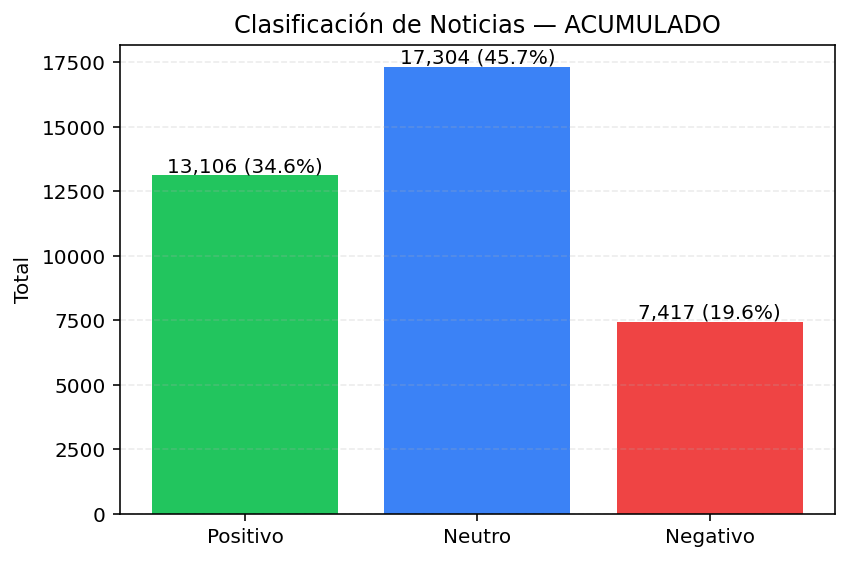 Clasificación de Noticias — ACUMULADO
Total
17500
15000
12500
10000
7500
5000
2500
0
13,106 (34.6%)
17,304 (45.7%)
7,417 (19.6%)
Positivo
Neutro
Negativo